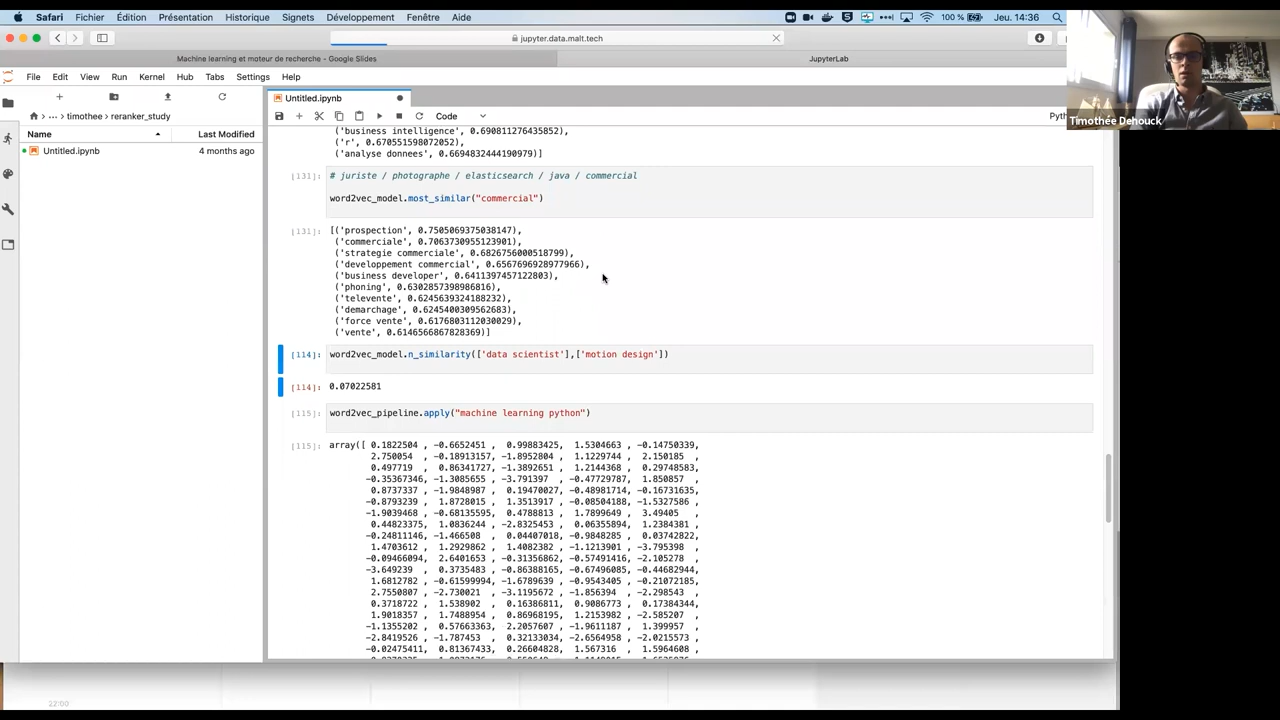 Safari Fichier Édition Présentation Historique Signets Développement Fenêtre Aide 100 % Jeu. 14:36
jupyter.data.malt.tech
Machine learning et moteur de recherche - Google Slides JupyterLab
File Edit View Run Kernel Hub Tabs Settings Help
Untitled.ipynb
… timothee reranker_study Code Pyth
Timothée Dehouck
Name Last Modified
Untitled.ipynb 4 months ago
('business intelligence', 0.690811276435852),
('r', 0.670551598072052),
('analyse donnees', 0.6694832444190979)]
[131]: # juriste / photographe / elasticsearch / java / commercial
word2vec_model.most_similar("commercial")
[131]: [('prospection', 0.7505069375038147),
('commerciale', 0.7063730955123901),
('strategie commerciale', 0.6826756000518799),
('developpement commercial', 0.6567696928977966),
('business developer', 0.6411397457122803),
('phoning', 0.6302857398986816),
('televente', 0.6245639324188232),
('demarchage', 0.6245400309562683),
('force vente', 0.6176803112030029),
('vente', 0.6146566867828369)]
[114]: word2vec_model.n_similarity(['data scientist'],['motion design'])
[114]: 0.07022581
[115]: word2vec_pipeline.apply("machine learning python")
[115]: array([ 0.1822504 , -0.6652451 , 0.99883425, 1.5304663 , -0.14750339,
2.750054 , -0.18913157, -1.8952804 , 1.1229744 , 2.150185 ,
0.497719 , 0.86341727, -1.3892651 , 1.2144368 , 0.29748583,
-0.35367346, -1.3085655 , -3.791397 , -0.47729787, 1.850857 ,
0.8737337 , -1.9848987 , 0.19470027, -0.48981714, -0.16731635,
-0.8793239 , 1.8728015 , 1.3513917 , -0.08504188, -1.5327586 ,
-1.9039468 , -0.68135595, 0.4788813 , 1.7899649 , 3.49405 ,
0.44823375, 1.0836244 , -2.8325453 , 0.06355894, 1.2384381 ,
-0.24811146, -1.466508 , 0.04407018, -0.9848285 , 0.03742822,
1.4703612 , 1.2929862 , 1.4082382 , -1.1213901 , -3.795398 ,
-0.09466094, 2.6401653 , -0.31356862, -0.57491416, -2.105278 ,
-3.649239 , 0.3735483 , -0.86388165, -0.67496085, -0.44682944,
1.6812782 , -0.61599994, -1.6789639 , -0.9543405 , -0.21072185,
2.7550807 , -2.730021 , -3.1195672 , -1.856394 , -2.298543 ,
0.3718722 , 1.538902 , 0.16386811, 0.9086773 , 0.17384344,
1.9018357 , 1.7488954 , 0.86968195, 1.2153982 , -2.585207 ,
-1.1355202 , 0.57663363, 2.2057607 , -1.9611187 , 1.399957 ,
-2.8419526 , -1.787453 , 0.32133034, -2.6564958 , -2.0215573 ,
-0.02475411, 0.81367433, 0.26604828, 1.567316 , 1.5964608 ,
22:00